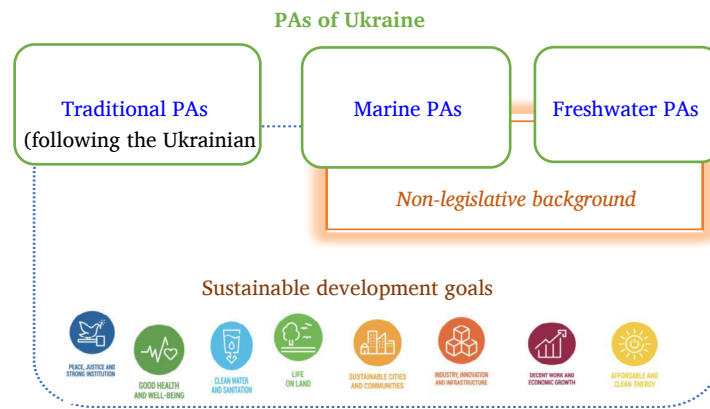 PAs of Ukraine
Traditional PAs
(following the Ukrainian
Marine PAs
Freshwater PAs
Non-legislative background
Sustainable development goals
PEACE, JUSTICE AND
STRONG INSTITUTION
GOOD HEALTH
AND WELL-BEING
CLEAN WATER
AND SANITATION
LIFE
ON LAND
SUSTAINABLE CITIES
AND COMMUNITIES
INDUSTRY, INNOVATION
AND INFRASTRUCTURE
DECENT WORK AND
ECONOMIC GROWTH
AFFORDABLE AND
CLEAN ENERGY